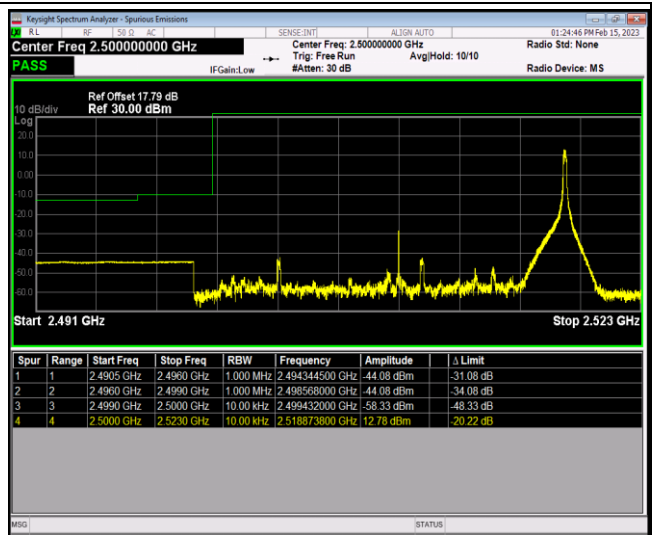 Keysight Spectrum Analyzer - Spurious Emissions
RL RF 50 Ω AC SENSE:INT ALIGN AUTO 01:24:46 PM Feb 15, 2023
Center Freq 2.500000000 GHz Center Freq: 2.500000000 GHz Radio Std: None
Trig: Free Run Avg|Hold: 10/10
PASS IFGain:Low #Atten: 30 dB Radio Device: MS
Ref Offset 17.79 dB
10 dB/div Ref 30.00 dBm
Log
20.0
10.0
0.00
-10.0
-20.0
-30.0
-40.0
-50.0
-60.0
Start 2.491 GHz Stop 2.523 GHz
Spur Range Start Freq Stop Freq RBW Frequency Amplitude Δ Limit
1 1 2.4905 GHz 2.4960 GHz 1.000 MHz 2.494344500 GHz -44.08 dBm -31.08 dB
2 2 2.4960 GHz 2.4990 GHz 1.000 MHz 2.498568000 GHz -44.08 dBm -34.08 dB
3 3 2.4990 GHz 2.5000 GHz 10.00 kHz 2.499432000 GHz -58.33 dBm -48.33 dB
4 4 2.5000 GHz 2.5230 GHz 10.00 kHz 2.518873800 GHz 12.78 dBm -20.22 dB
MSG STATUS